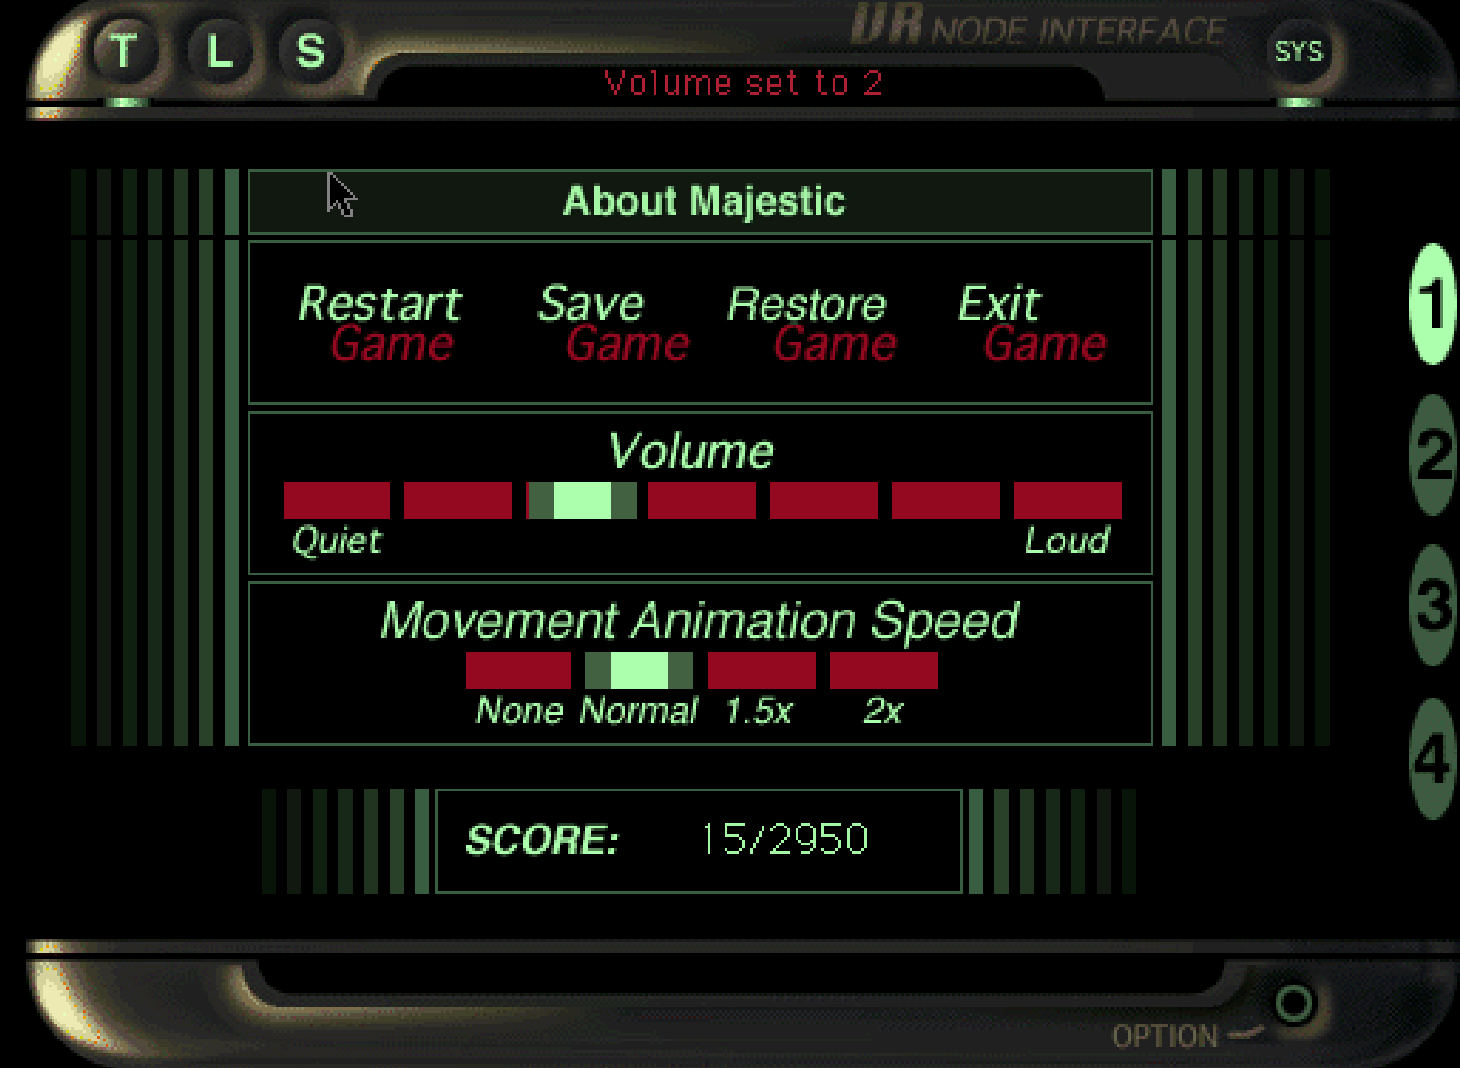 T L S
VR NODE INTERFACE
SYS
Volume set to 2
About Majestic
Restart Game
Save Game
Restore Game
Exit Game
1
2
3
4
Volume
Quiet
Loud
Movement Animation Speed
None Normal 1.5x 2x
SCORE: 15/2950
OPTION